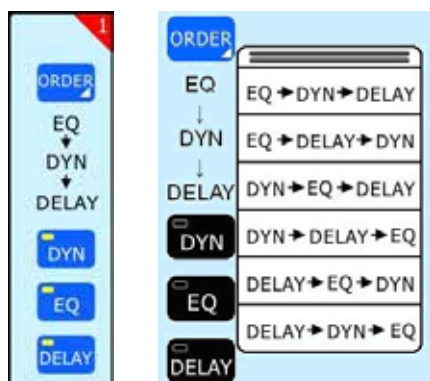 1
ORDER
EQ
DYN
DELAY
DYN
EQ
DELAY
ORDER
EQ
↓
DYN
↓
DELAY
DYN
EQ
DELAY
EQ→DYN→DELAY
EQ→DELAY→DYN
DYN→EQ→DELAY
DYN→DELAY→EQ
DELAY→EQ→DYN
DELAY→DYN→EQ